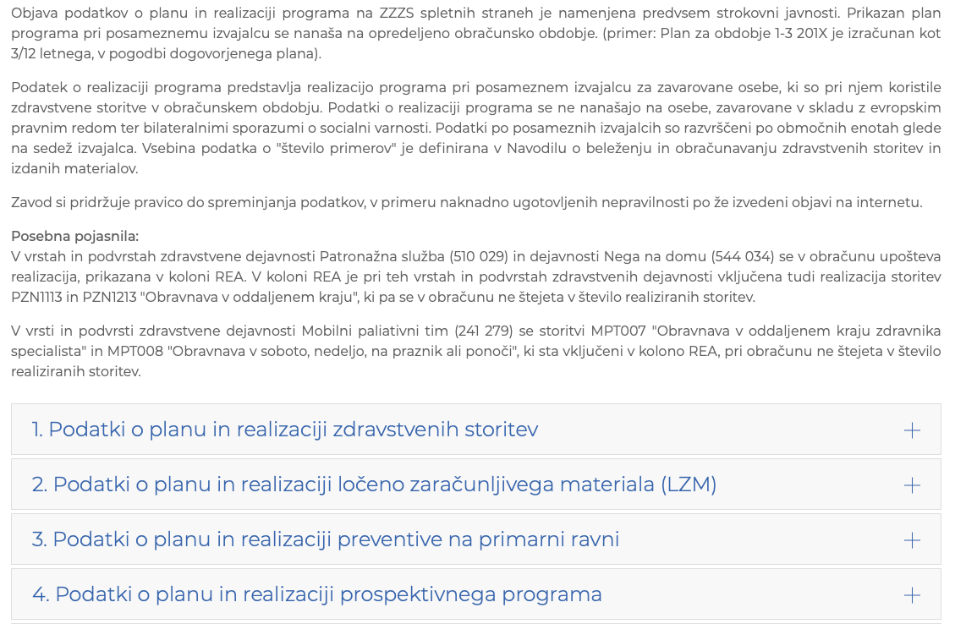 Objava podatkov o planu in realizaciji programa na ZZZS spletnih straneh je namenjena predvsem strokovni javnosti. Prikazan plan
programa pri posameznemu izvajalcu se nanaša na opredeljeno obračunsko obdobje. (primer: Plan za obdobje 1-3 201X je izračunan kot
3/12 letnega, v pogodbi dogovorjenega plana).
Podatek o realizaciji programa predstavlja realizacijo programa pri posameznem izvajalcu za zavarovane osebe, ki so pri njem koristile
zdravstvene storitve v obračunskem obdobju. Podatki o realizaciji programa se ne nanašajo na osebe, zavarovane v skladu z evropskim
pravnim redom ter bilateralnimi sporazumi o socialni varnosti. Podatki po posameznih izvajalcih so razvrščeni po območnih enotah glede
na sedež izvajalca. Vsebina podatka o "število primerov" je definirana v Navodilu o beleženju in obračunavanju zdravstvenih storitev in
izdanih materialov.
Zavod si pridržuje pravico do spreminjanja podatkov, v primeru naknadno ugotovljenih nepravilnosti po že izvedeni objavi na internetu.
Posebna pojasnila:
V vrstah in podvrstah zdravstvene dejavnosti Patronažna služba (510 029) in dejavnosti Nega na domu (544 034) se v obračunu upošteva
realizacija, prikazana v koloni REA. V koloni REA je pri teh vrstah in podvrstah zdravstvenih dejavnosti vključena tudi realizacija storitev
PZN1113 in PZN1213 "Obravnava v oddaljenem kraju", ki pa se v obračunu ne štejeta v število realiziranih storitev.
V vrsti in podvrsti zdravstvene dejavnosti Mobilni paliativni tim (241 279) se storitvi MPT007 "Obravnava v oddaljenem kraju zdravnika
specialista" in MPT008 "Obravnava v soboto, nedeljo, na praznik ali ponoči", ki sta vključeni v kolono REA, pri obračunu ne štejeta v število
realiziranih storitev.
1. Podatki o planu in realizaciji zdravstvenih storitev
2. Podatki o planu in realizaciji ločeno zaračunljivega materiala (LZM)
3. Podatki o planu in realizaciji preventive na primarni ravni
4. Podatki o planu in realizaciji prospektivnega programa